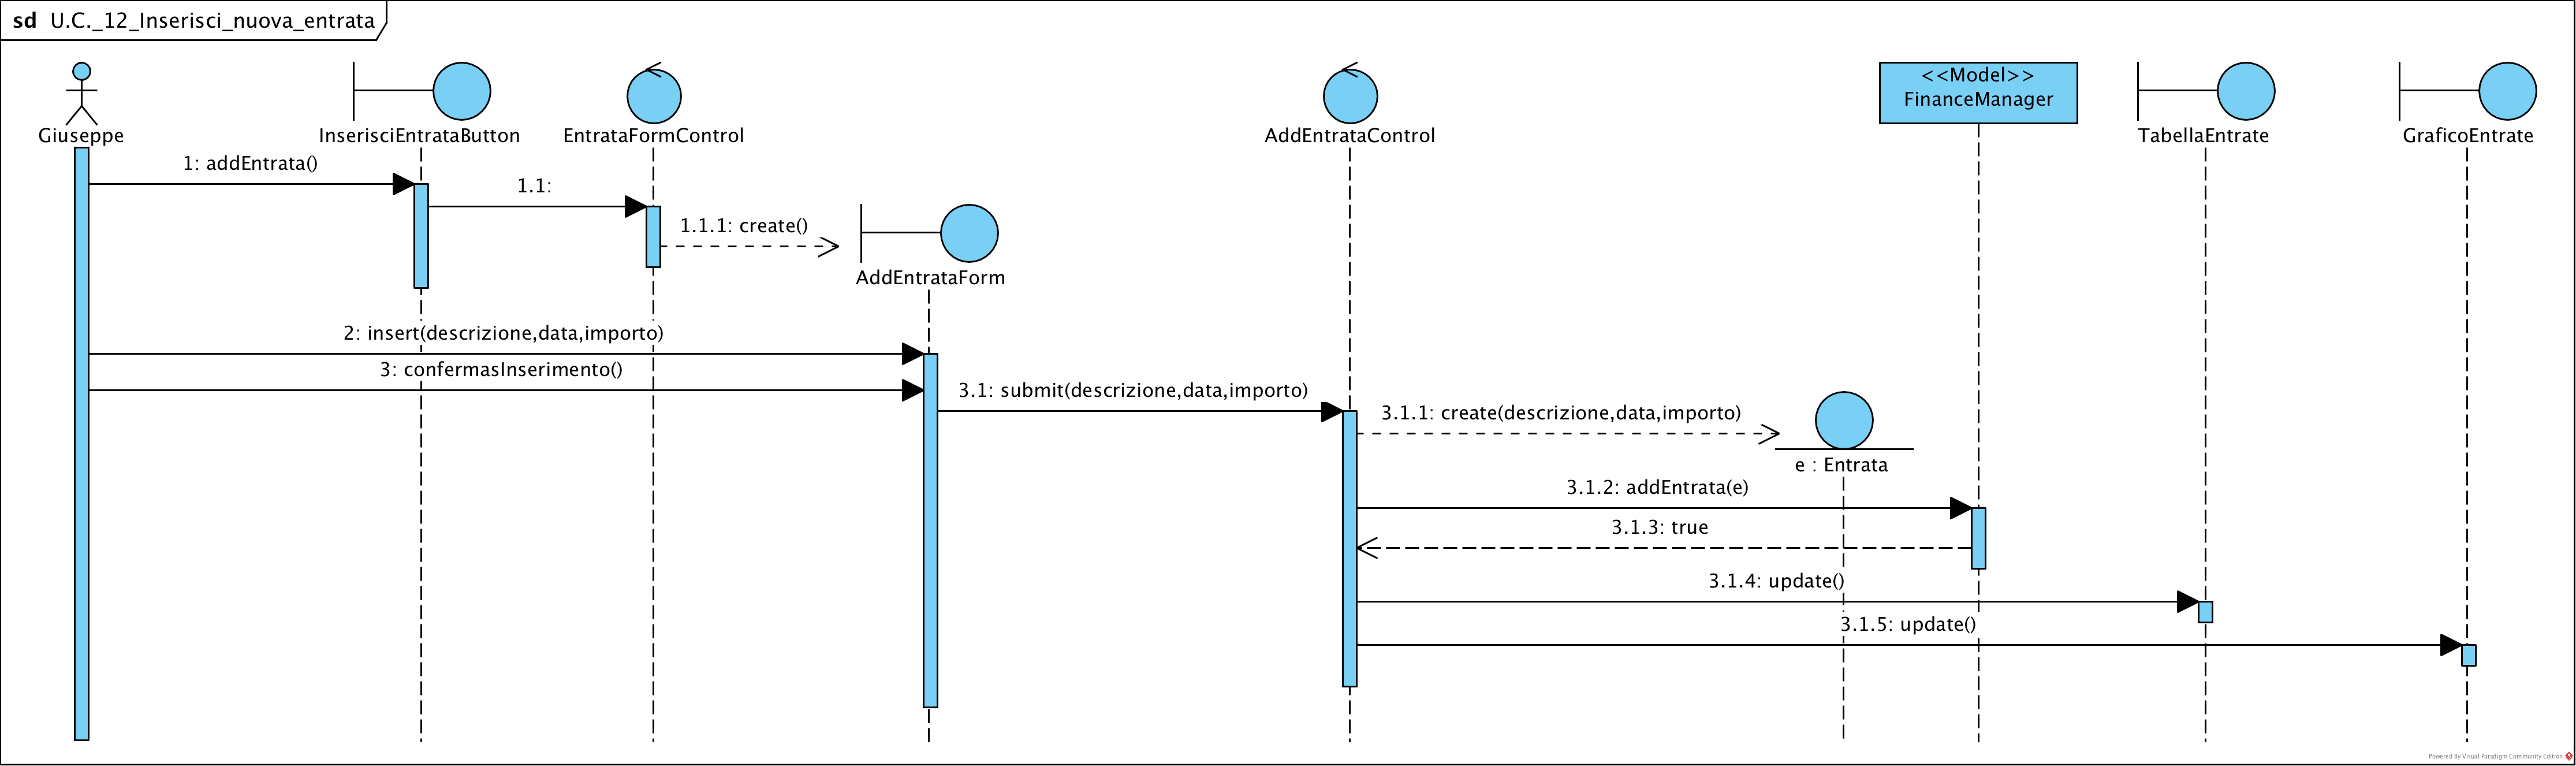 sd U.C._12_Inserisci_nuova_entrata
<<Model>>
FinanceManager
Giuseppe
InserisciEntrataButton
EntrataFormControl
AddEntrataControl
TabellaEntrate
GraficoEntrate
1: addEntrata()
1.1:
1.1.1: create()
AddEntrataForm
2: insert(descrizione,data,importo)
3: confermasInserimento()
3.1: submit(descrizione,data,importo)
3.1.1: create(descrizione,data,importo)
e : Entrata
3.1.2: addEntrata(e)
3.1.3: true
3.1.4: update()
3.1.5: update()
Powered By Visual Paradigm Community Edition